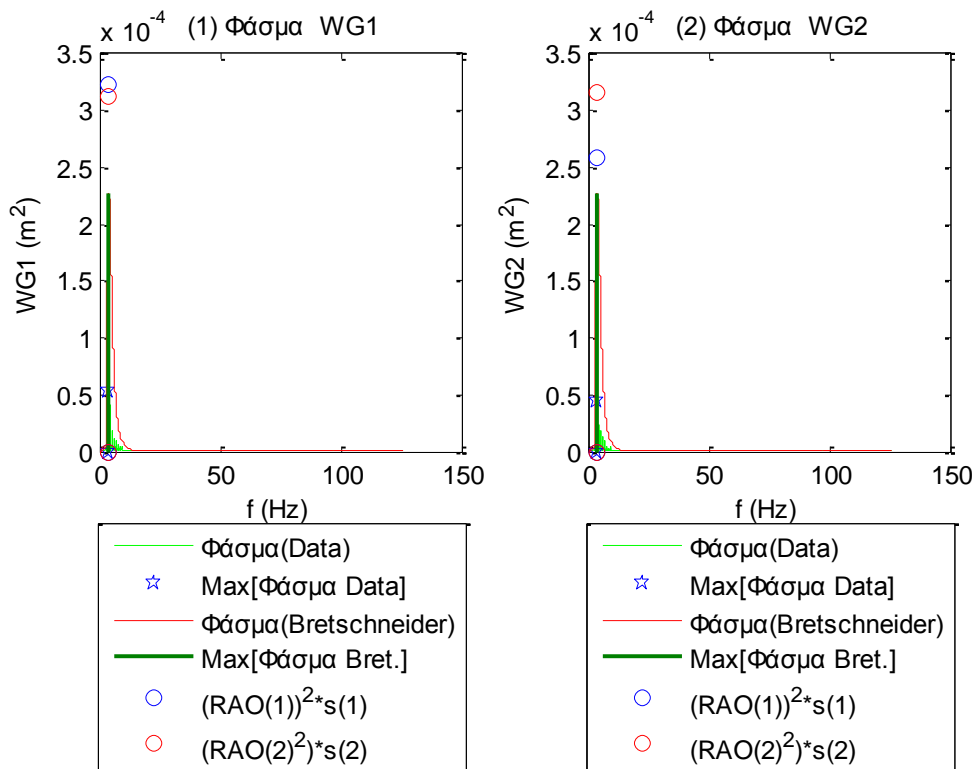 x 10^-4 (1) Φάσμα WG1
3.5
3
2.5
2
1.5
1
0.5
0
WG1 (m^2)
0 50 100 150
f (Hz)
Φάσμα(Data)
Max[Φάσμα Data]
Φάσμα(Bretschneider)
Max[Φάσμα Bret.]
(RAO(1))^2*s(1)
(RAO(2)^2)*s(2)
x 10^-4 (2) Φάσμα WG2
3.5
3
2.5
2
1.5
1
0.5
0
WG2 (m^2)
0 50 100 150
f (Hz)
Φάσμα(Data)
Max[Φάσμα Data]
Φάσμα(Bretschneider)
Max[Φάσμα Bret.]
(RAO(1))^2*s(1)
(RAO(2)^2)*s(2)